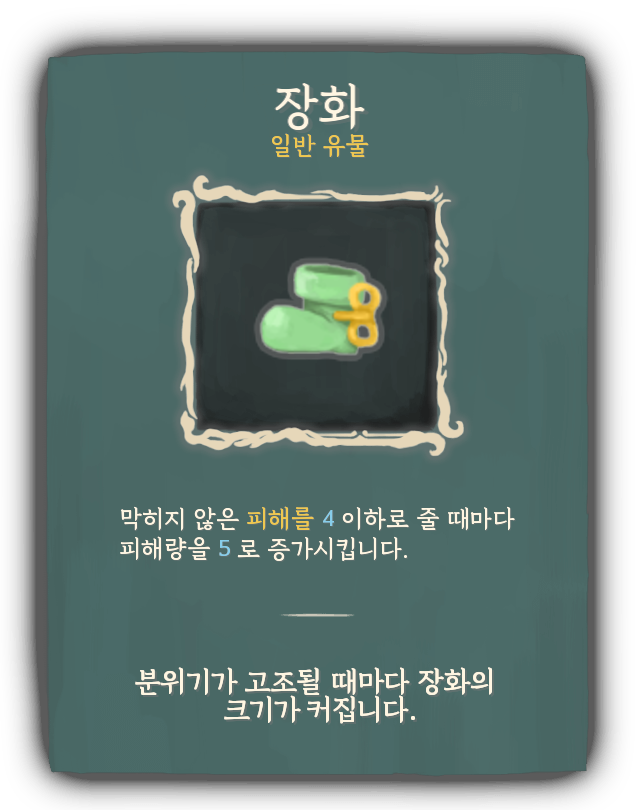 장화
일반 유물
막히지 않은 피해를 4 이하로 줄 때마다
피해량을 5 로 증가시킵니다.
분위기가 고조될 때마다 장화의
크기가 커집니다.